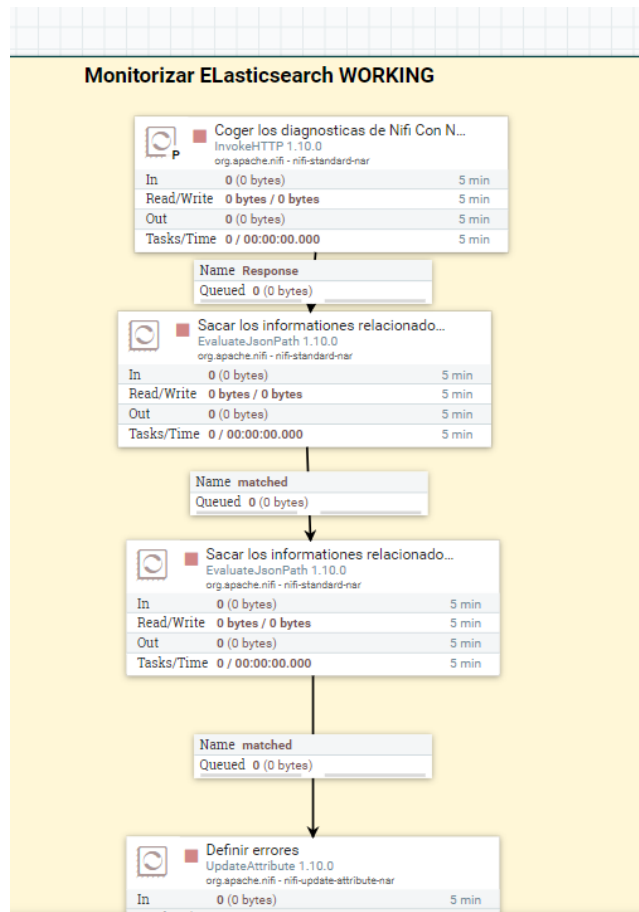 Monitorizar ELasticsearch WORKING
Coger los diagnosticas de Nifi Con N...
InvokeHTTP 1.10.0
org.apache.nifi - nifi-standard-nar
P
In 0 (0 bytes) 5 min
Read/Write 0 bytes / 0 bytes 5 min
Out 0 (0 bytes) 5 min
Tasks/Time 0 / 00:00:00.000 5 min
Name Response
Queued 0 (0 bytes)
Sacar los informationes relacionado...
EvaluateJsonPath 1.10.0
org.apache.nifi - nifi-standard-nar
In 0 (0 bytes) 5 min
Read/Write 0 bytes / 0 bytes 5 min
Out 0 (0 bytes) 5 min
Tasks/Time 0 / 00:00:00.000 5 min
Name matched
Queued 0 (0 bytes)
Sacar los informationes relacionado...
EvaluateJsonPath 1.10.0
org.apache.nifi - nifi-standard-nar
In 0 (0 bytes) 5 min
Read/Write 0 bytes / 0 bytes 5 min
Out 0 (0 bytes) 5 min
Tasks/Time 0 / 00:00:00.000 5 min
Name matched
Queued 0 (0 bytes)
Definir errores
UpdateAttribute 1.10.0
org.apache.nifi - nifi-update-attribute-nar
In 0 (0 bytes) 5 min